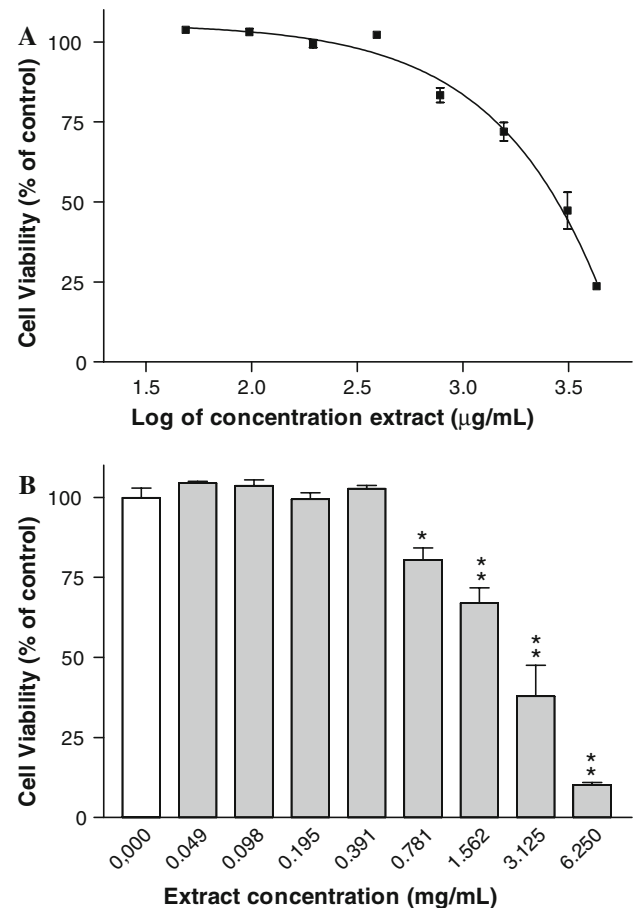 A
Cell Viability (% of control)
100
75
50
25
0
1.5 2.0 2.5 3.0 3.5
Log of concentration extract (µg/mL)
B
Cell Viability (% of control)
100
75
50
25
0
*
**
**
**
0,000 0.049 0.098 0.195 0.391 0.781 1.562 3.125 6.250
Extract concentration (mg/mL)